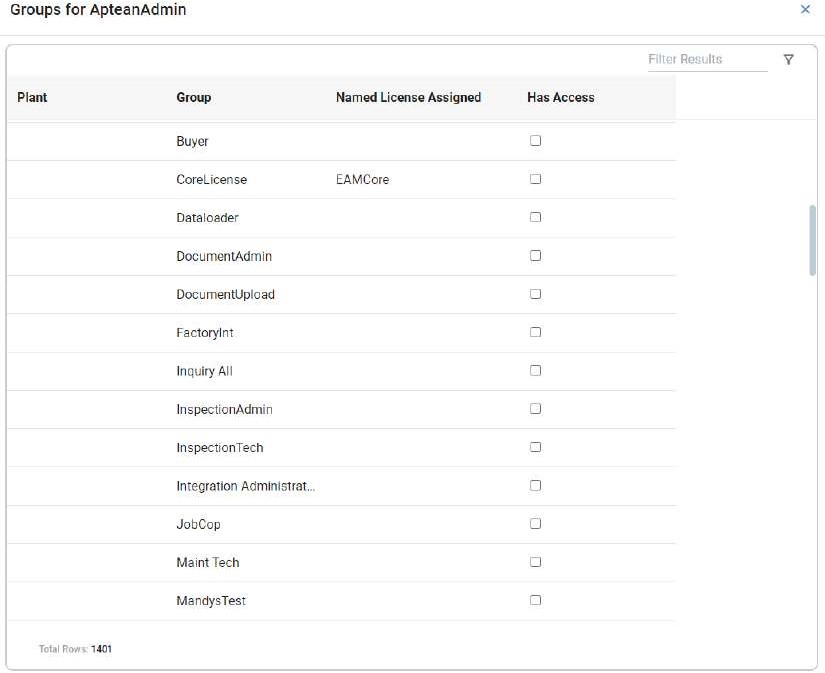 Groups for ApteanAdmin
Filter Results
Plant Group Named License Assigned Has Access
Buyer
CoreLicense EAMCore
Dataloader
DocumentAdmin
DocumentUpload
FactoryInt
Inquiry All
InspectionAdmin
InspectionTech
Integration Administrat...
JobCop
Maint Tech
MandysTest
Total Rows: 1401